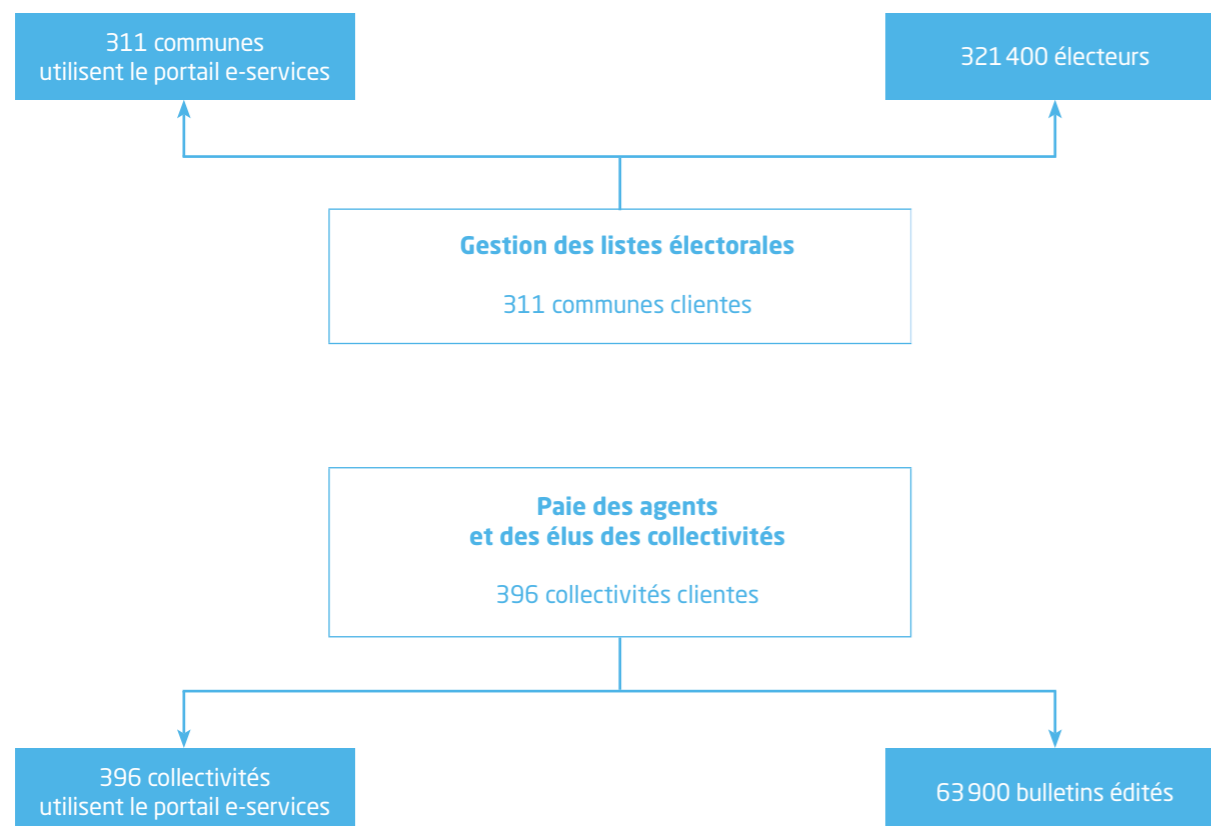 311 communes
utilisent le portail e-services
321 400 électeurs
Gestion des listes électorales
311 communes clientes
Paie des agents
et des élus des collectivités
396 collectivités clientes
396 collectivités
utilisent le portail e-services
63 900 bulletins édités